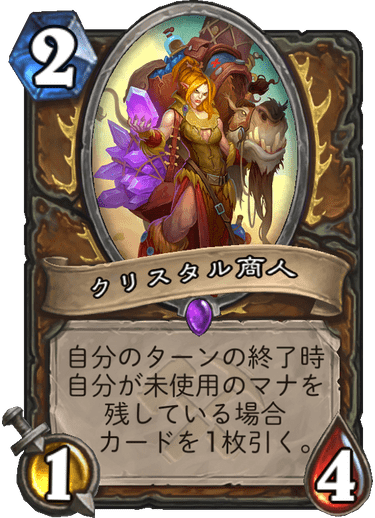 2
クリスタル商人
自分のターンの終了時
自分が未使用のマナを
残している場合
カードを1枚引く。
1
4